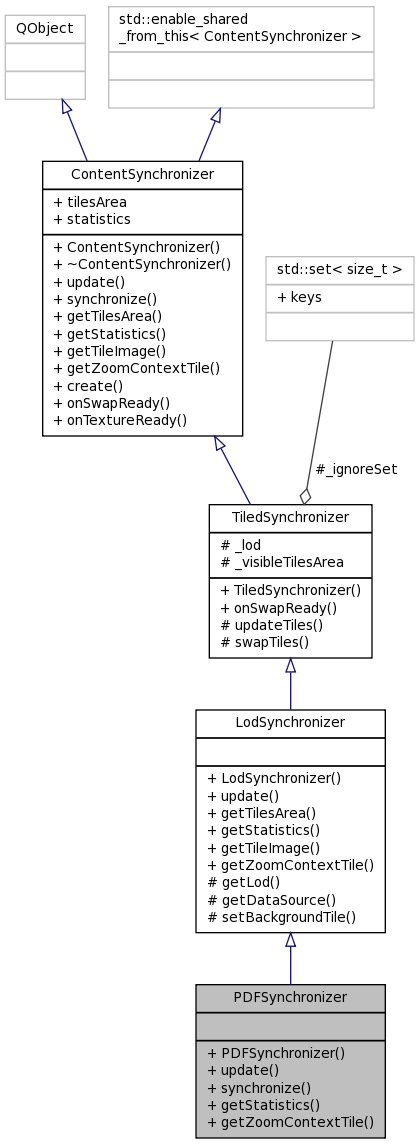 QObject
std::enable_shared
_from_this< ContentSynchronizer >
ContentSynchronizer
+ tilesArea
+ statistics
+ ContentSynchronizer()
+ ~ContentSynchronizer()
+ update()
+ synchronize()
+ getTilesArea()
+ getStatistics()
+ getTileImage()
+ getZoomContextTile()
+ create()
+ onSwapReady()
+ onTextureReady()
std::set< size_t >
+ keys
#_ignoreSet
TiledSynchronizer
# _lod
# _visibleTilesArea
+ TiledSynchronizer()
+ onSwapReady()
# updateTiles()
# swapTiles()
LodSynchronizer
+ LodSynchronizer()
+ update()
+ getTilesArea()
+ getStatistics()
+ getTileImage()
+ getZoomContextTile()
# getLod()
# getDataSource()
# setBackgroundTile()
PDFSynchronizer
+ PDFSynchronizer()
+ update()
+ synchronize()
+ getStatistics()
+ getZoomContextTile()